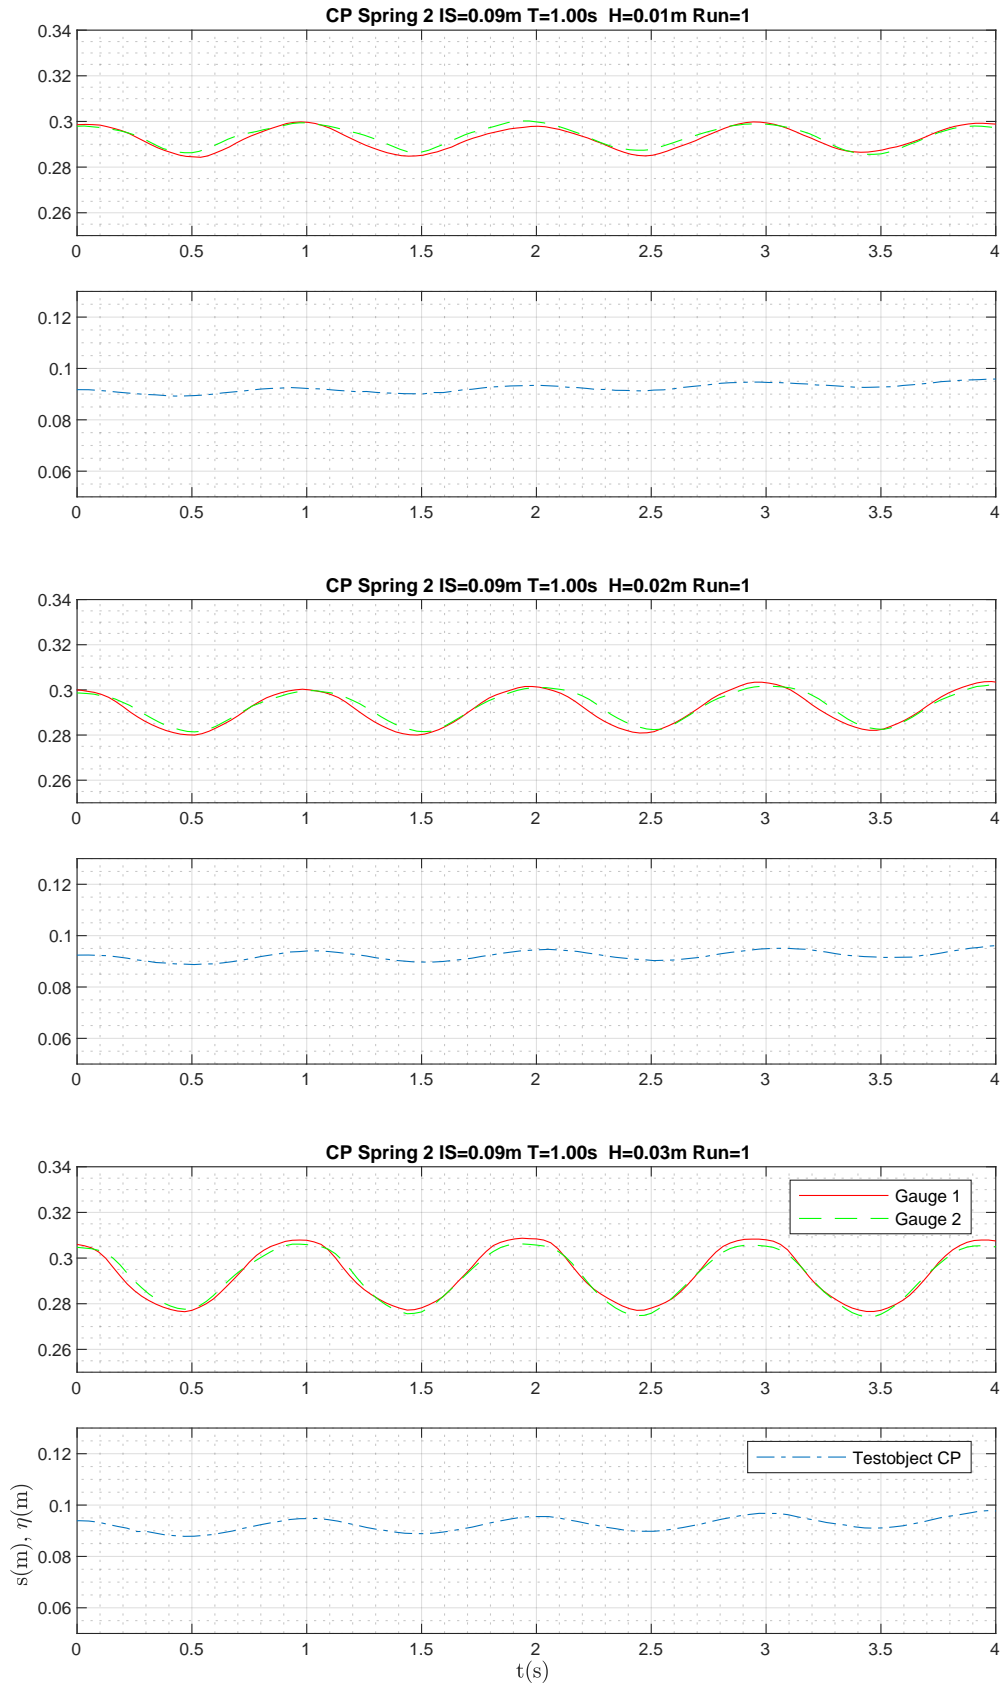 CP Spring 2 IS=0.09m T=1.00s  H=0.01m Run=1
0.34
0.32
0.3
0.28
0.26
0 0.5 1 1.5 2 2.5 3 3.5 4
0.12
0.1
0.08
0.06
0 0.5 1 1.5 2 2.5 3 3.5 4
CP Spring 2 IS=0.09m T=1.00s  H=0.02m Run=1
0.34
0.32
0.3
0.28
0.26
0 0.5 1 1.5 2 2.5 3 3.5 4
0.12
0.1
0.08
0.06
0 0.5 1 1.5 2 2.5 3 3.5 4
CP Spring 2 IS=0.09m T=1.00s  H=0.03m Run=1
0.34
0.32
0.3
0.28
0.26
Gauge 1
Gauge 2
0 0.5 1 1.5 2 2.5 3 3.5 4
0.12
0.1
0.08
0.06
Testobject CP
s(m), η(m)
0 0.5 1 1.5 2 2.5 3 3.5 4
t(s)